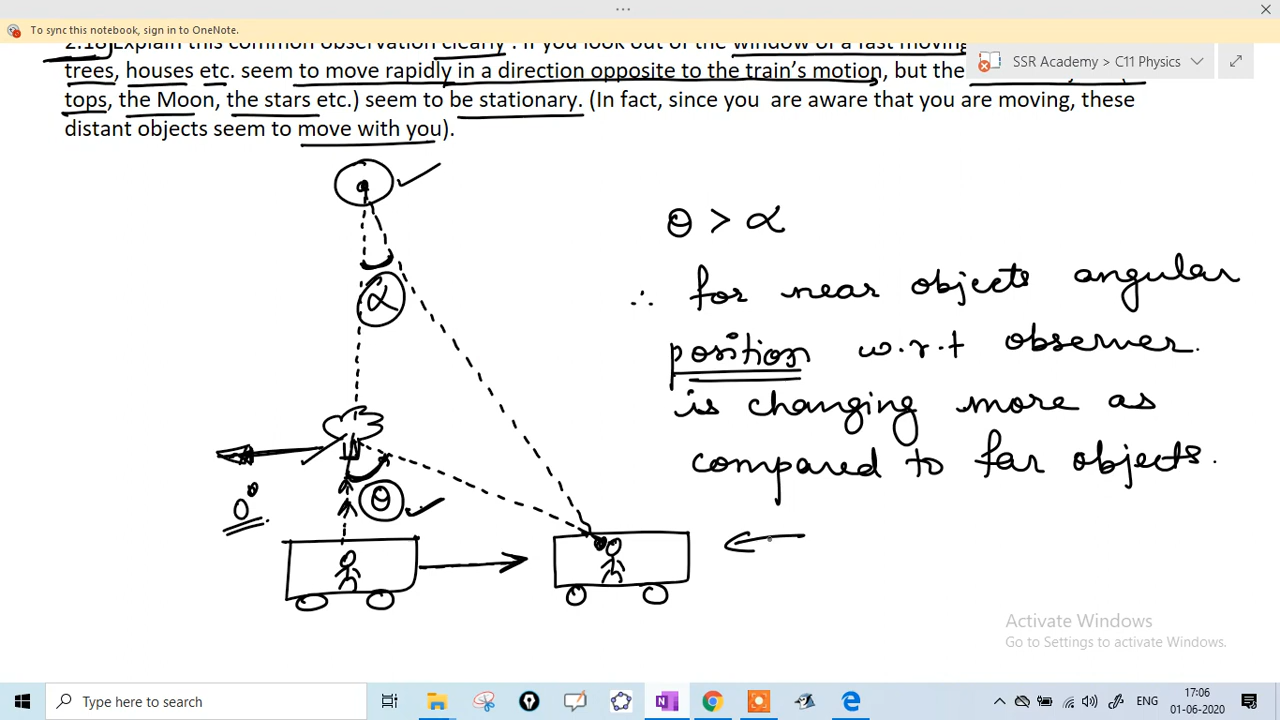 To sync this notebook, sign in to OneNote.
2.18 Explain this common observation clearly : If you look out of the window of a fast moving
SSR Academy > C11 Physics
trees, houses etc. seem to move rapidly in a direction opposite to the train's motion, but the
tops, the Moon, the stars etc.) seem to be stationary. (In fact, since you are aware that you are moving, these
distant objects seem to move with you).
θ > α
∴ for near objects angular
position w.r.t observer
is changing more as
compared to far objects.
α
θ
0°
Activate Windows
Go to Settings to activate Windows.
Type here to search
ENG
17:06
01-06-2020